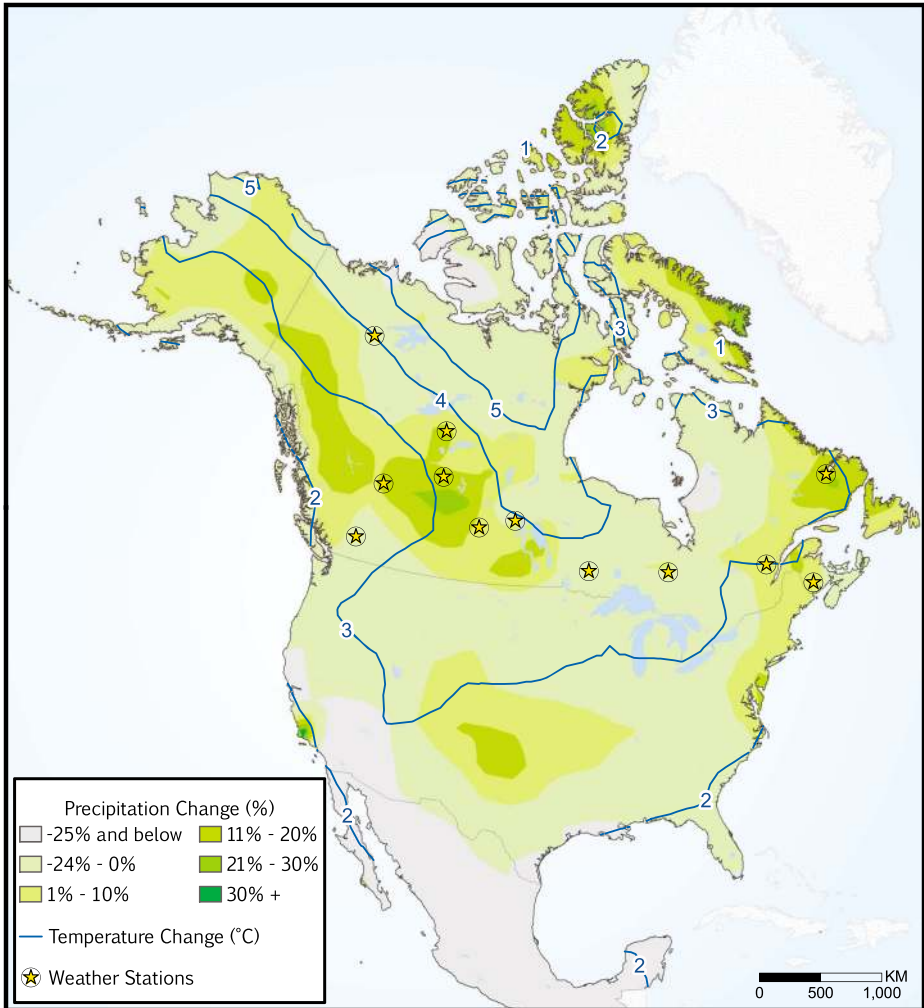 1
2
5
3
1
4
5
3
2
3
2
2
2
Precipitation Change (%)
-25% and below
11% - 20%
-24% - 0%
21% - 30%
1% - 10%
30% +
Temperature Change (˚C)
Weather Stations
KM
0 500 1,000